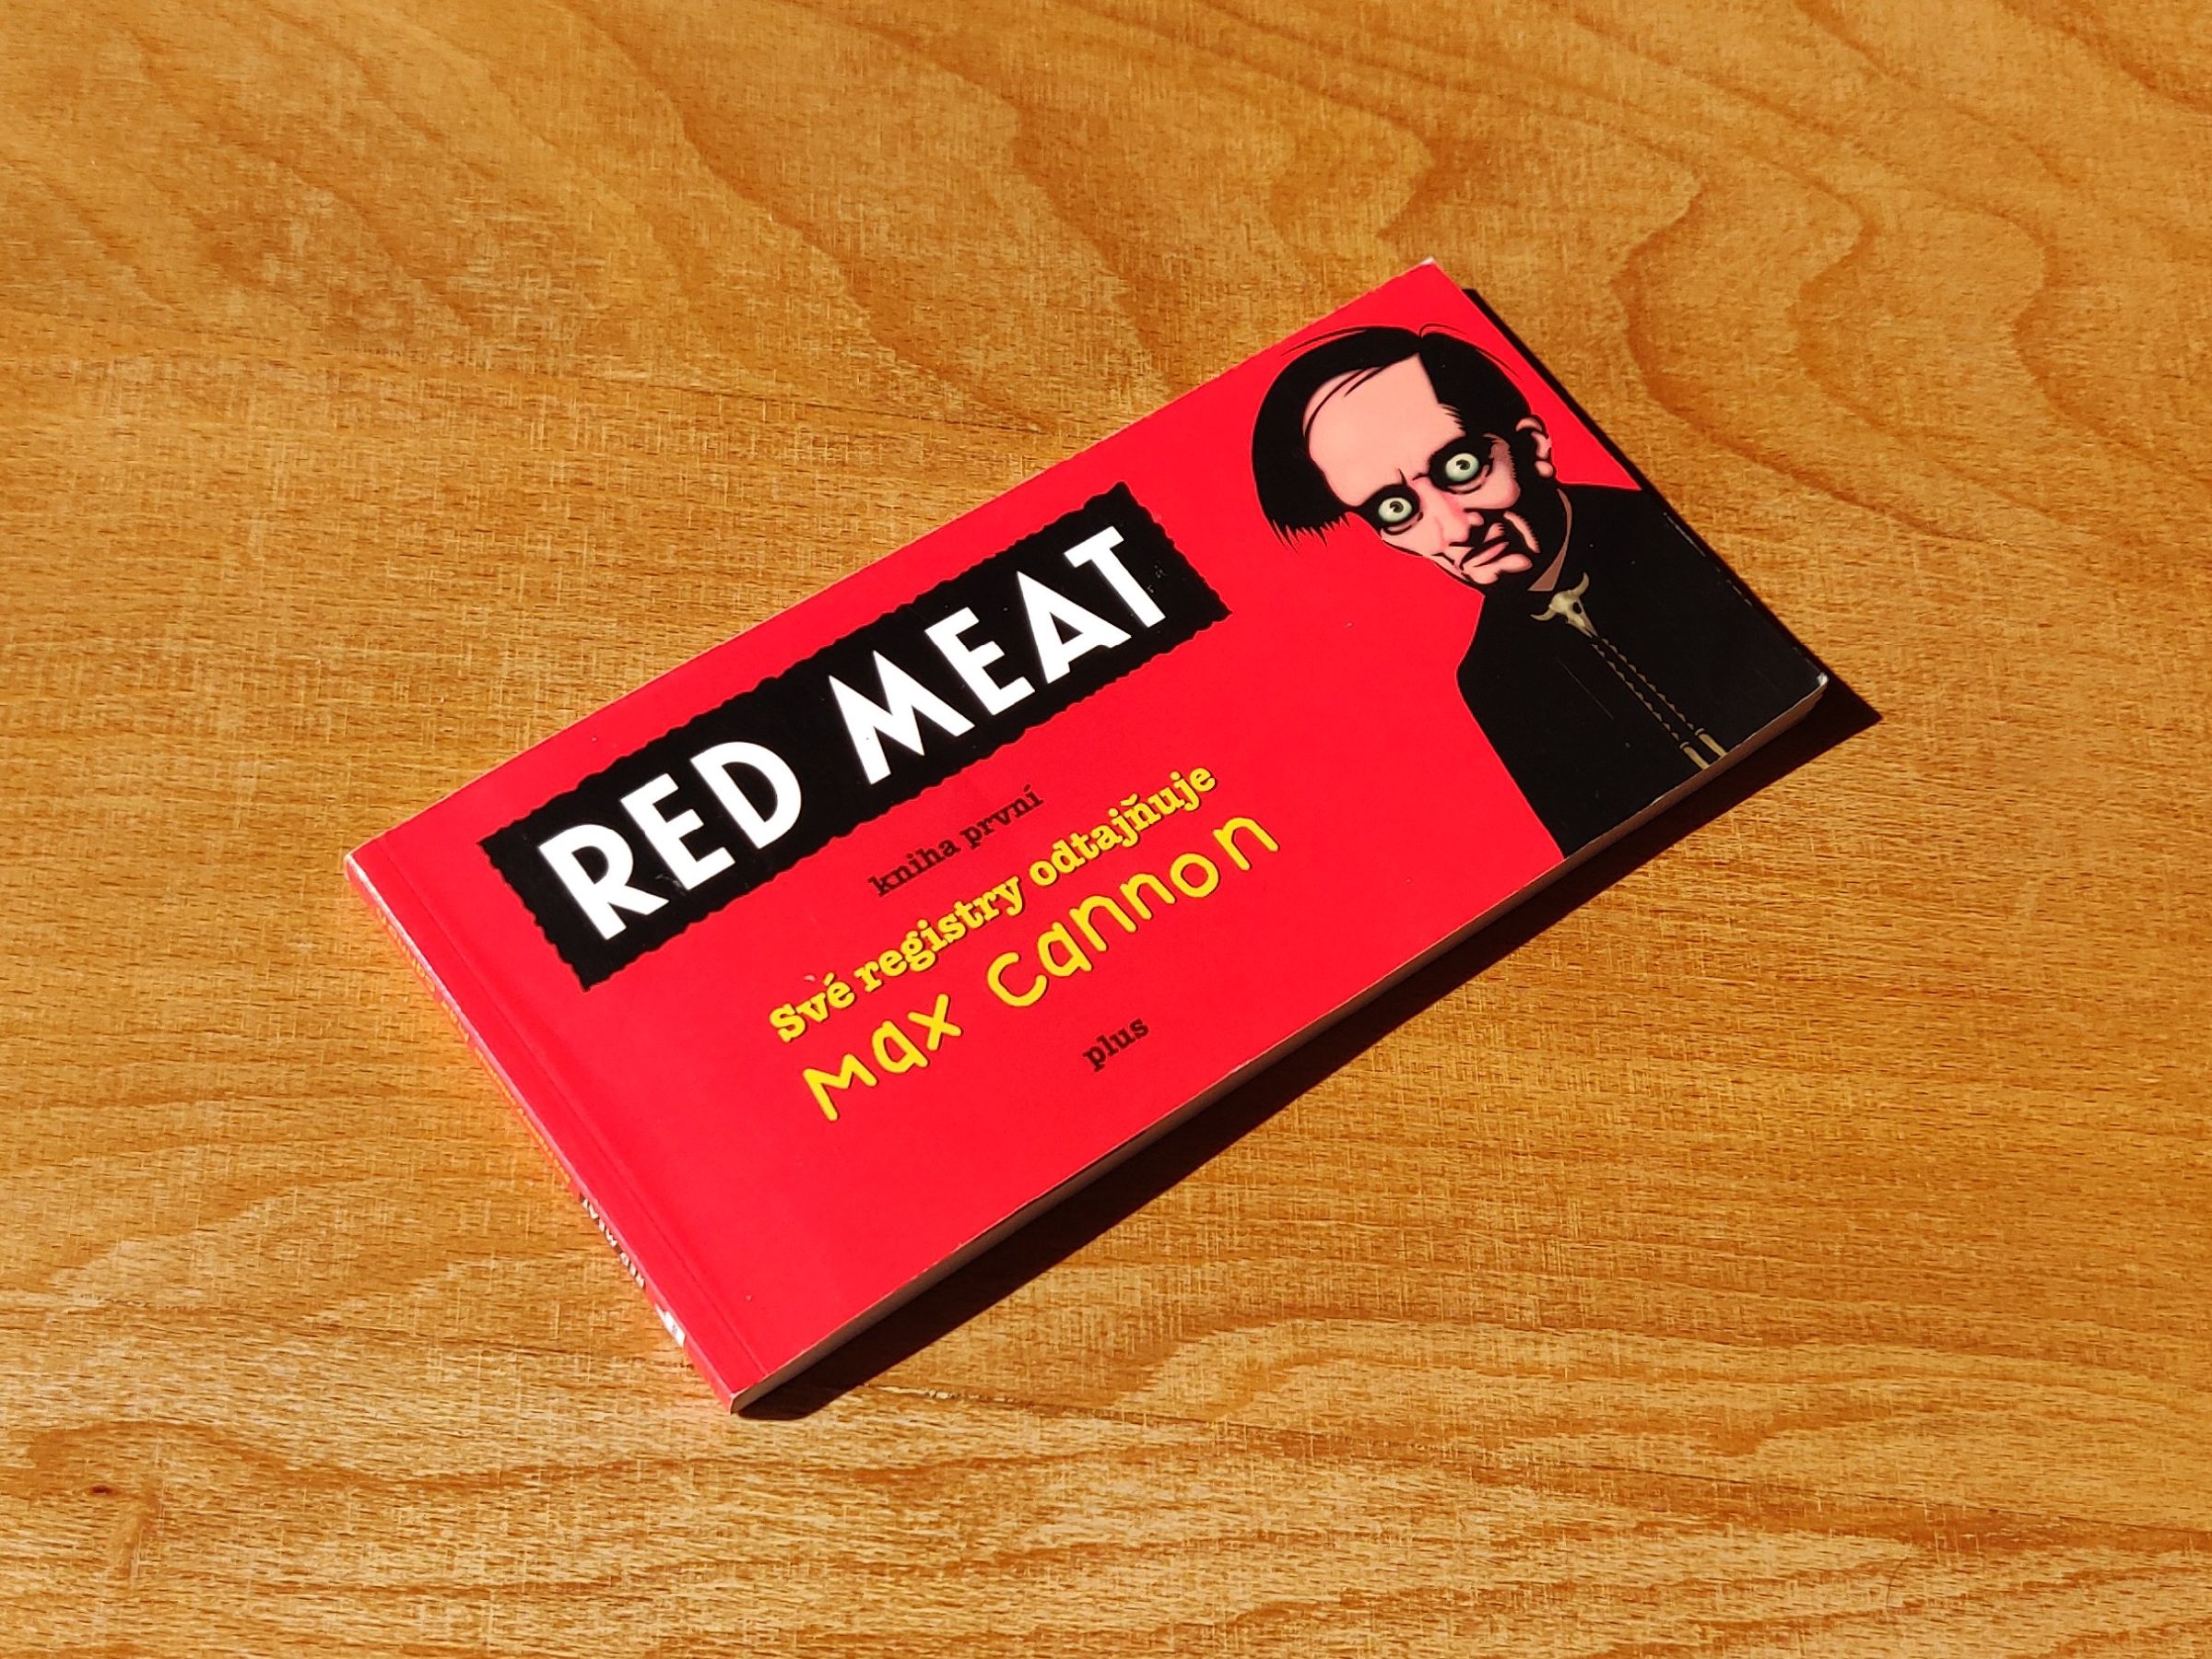 RED MEAT
kniha první
Své registry odtajňuje
Max Cannon
plus